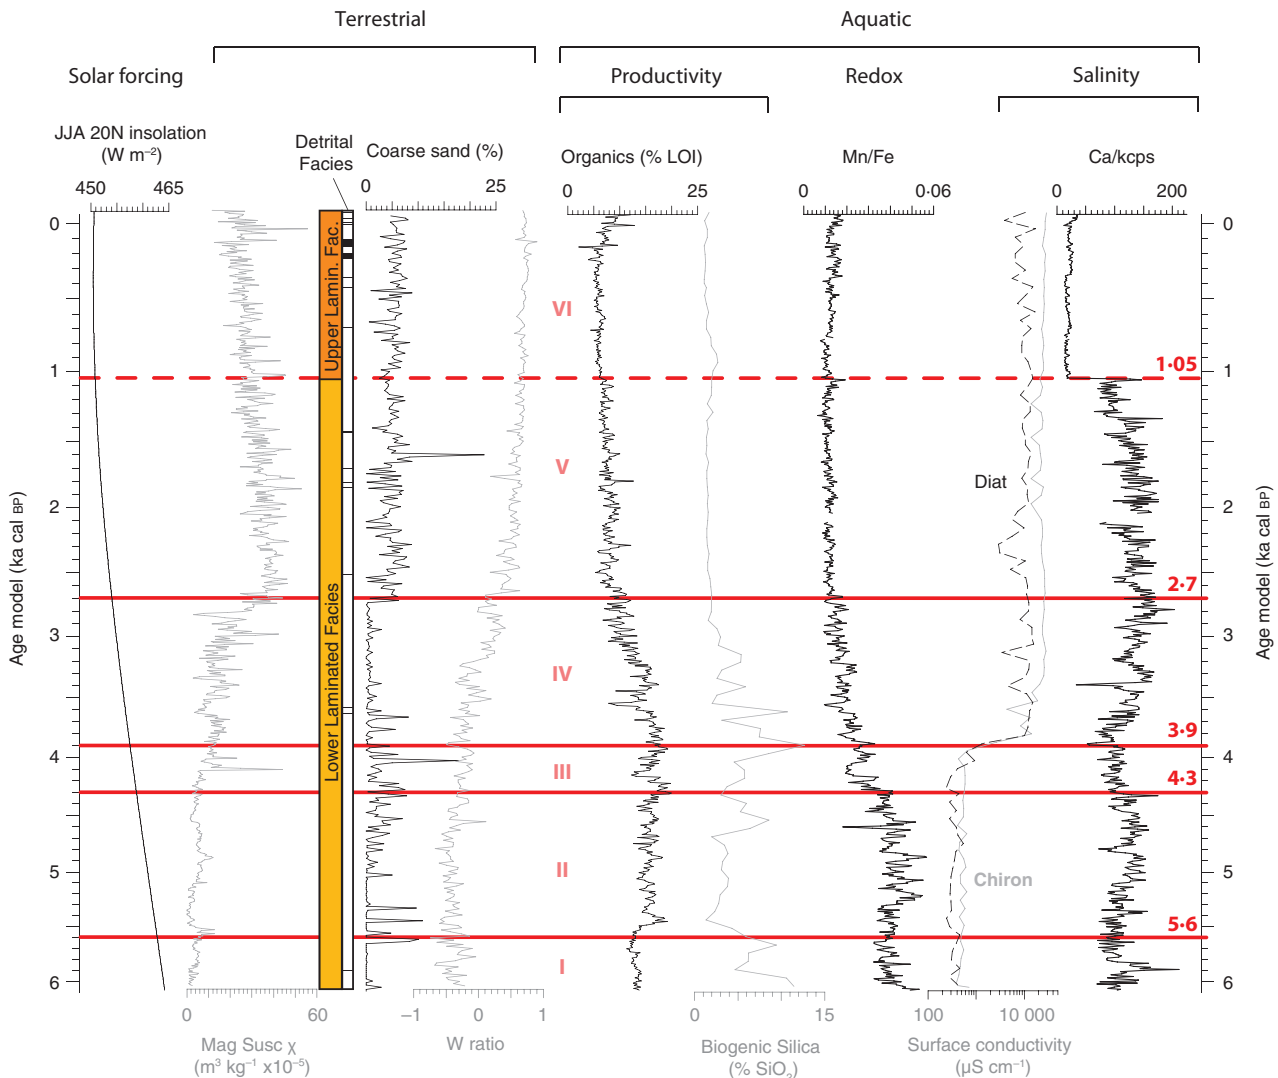 Terrestrial
Aquatic
Solar forcing
Productivity
Redox
Salinity
JJA 20N insolation
(W m⁻²)
Detrital
Facies
Coarse sand (%)
Organics (% LOI)
Mn/Fe
Ca/kcps
450 465
0 25
0 25
0 0·06
0 200
Age model (ka cal BP)
0
1
2
3
4
5
6
Upper Lamin. Fac.
Lower Laminated Facies
VI
V
IV
III
II
I
Diat
Chiron
1·05
2·7
3·9
4·3
5·6
0
1
2
3
4
5
6
Age model (ka cal BP)
0 60
Mag Susc χ
(m³ kg⁻¹ x10⁻⁵)
−1 0 1
W ratio
0 15
Biogenic Silica
(% SiO₂)
100 10 000
Surface conductivity
(µS cm⁻¹)